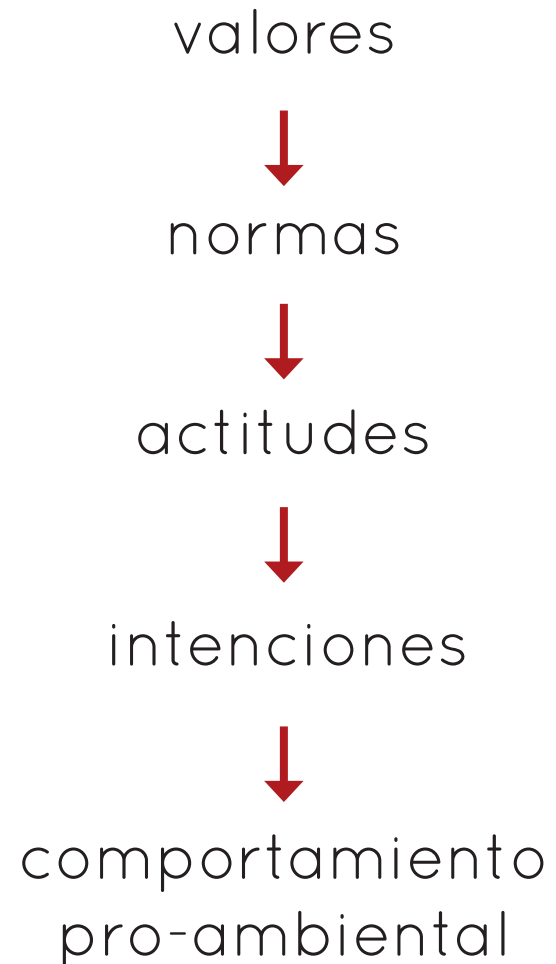 valores
normas
actitudes
intenciones
comportamiento
pro-ambiental